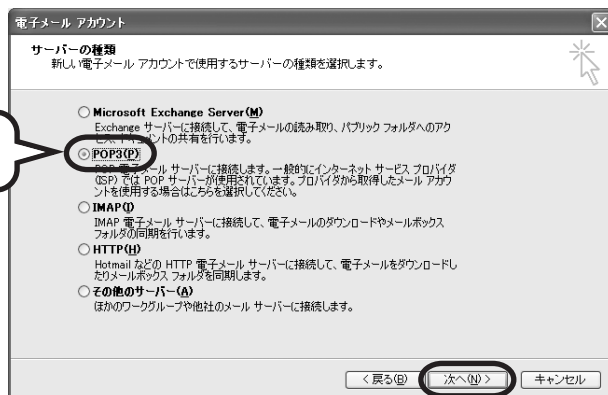 電子メール アカウント
サーバーの種類
新しい電子メール アカウントで使用するサーバーの種類を選択します。
Microsoft Exchange Server(M)
Exchange サーバーに接続して、電子メールの読み取り、パブリック フォルダへのアク
セス、ドキュメントの共有を行います。
POP3(P)
POP 電子メール サーバーに接続します。一般的にインターネット サービス プロバイダ
(ISP) では POP サーバーが使用されています。プロバイダから取得したメール アカウ
ントを使用する場合はこちらを選択してください。
IMAP(I)
IMAP 電子メール サーバーに接続して、電子メールのダウンロードやメールボックス
フォルダの同期を行います。
HTTP(H)
Hotmail などの HTTP 電子メール サーバーに接続して、電子メールをダウンロードし
たりメールボックス フォルダを同期します。
その他のサーバー(A)
ほかのワークグループや他社のメール サーバーに接続します。
< 戻る(B) 次へ(N) > キャンセル